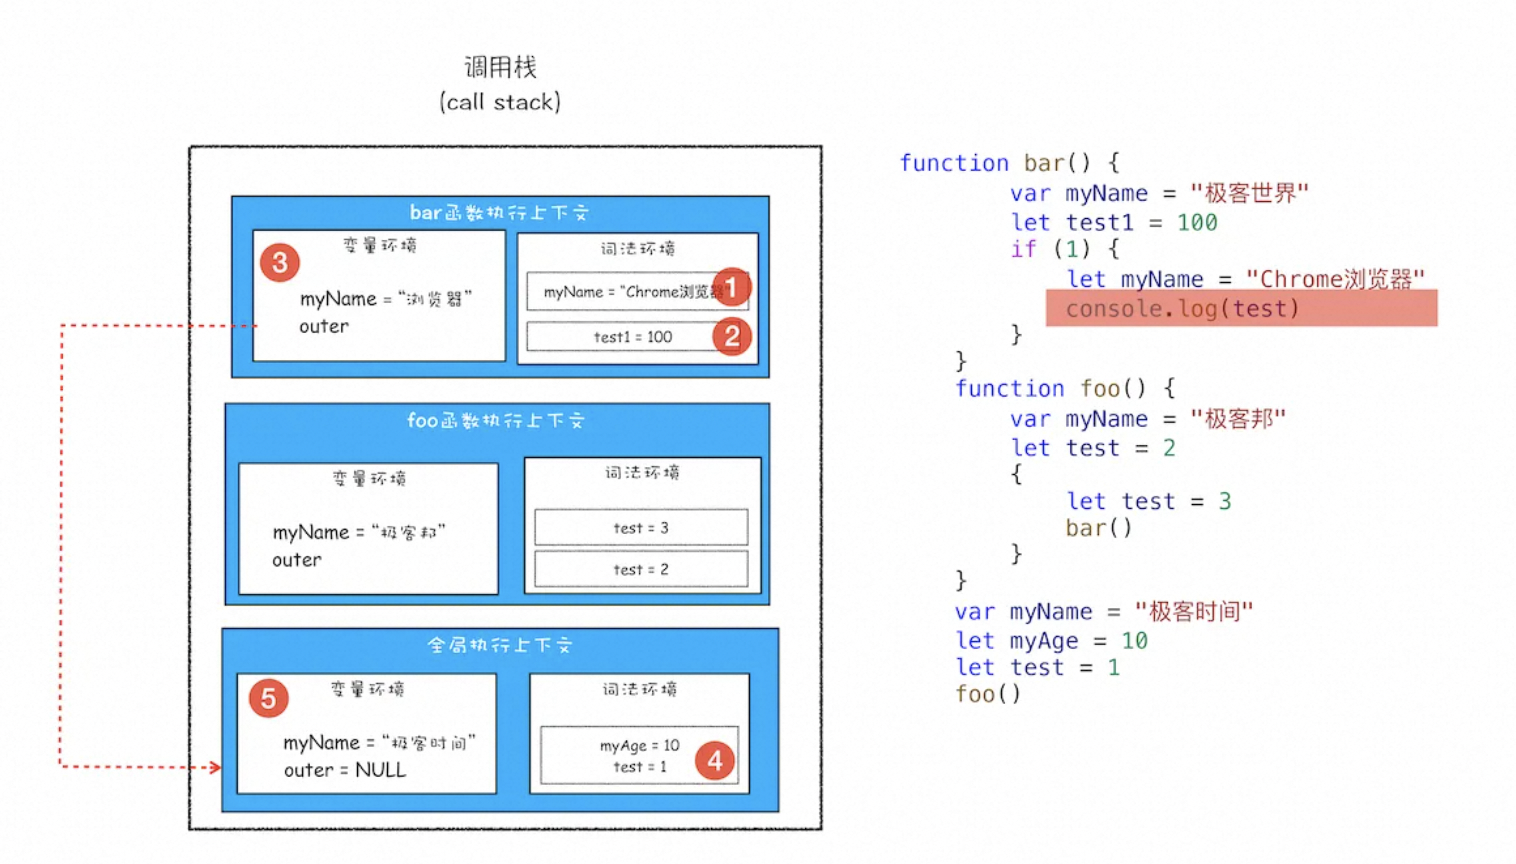 调用栈
(call stack)
bar函数执行上下文
变量环境
3
myName = “浏览器”
outer
词法环境
myName = “Chrome浏览器”
1
test1 = 100
2
foo函数执行上下文
变量环境
myName = “极客邦”
outer
词法环境
test = 3
test = 2
全局执行上下文
变量环境
5
myName = “极客时间”
outer = NULL
词法环境
myAge = 10
test = 1
4
function bar() {
var myName = "极客世界"
let test1 = 100
if (1) {
let myName = "Chrome浏览器"
console.log(test)
}
}
function foo() {
var myName = "极客邦"
let test = 2
{
let test = 3
bar()
}
}
var myName = "极客时间"
let myAge = 10
let test = 1
foo()